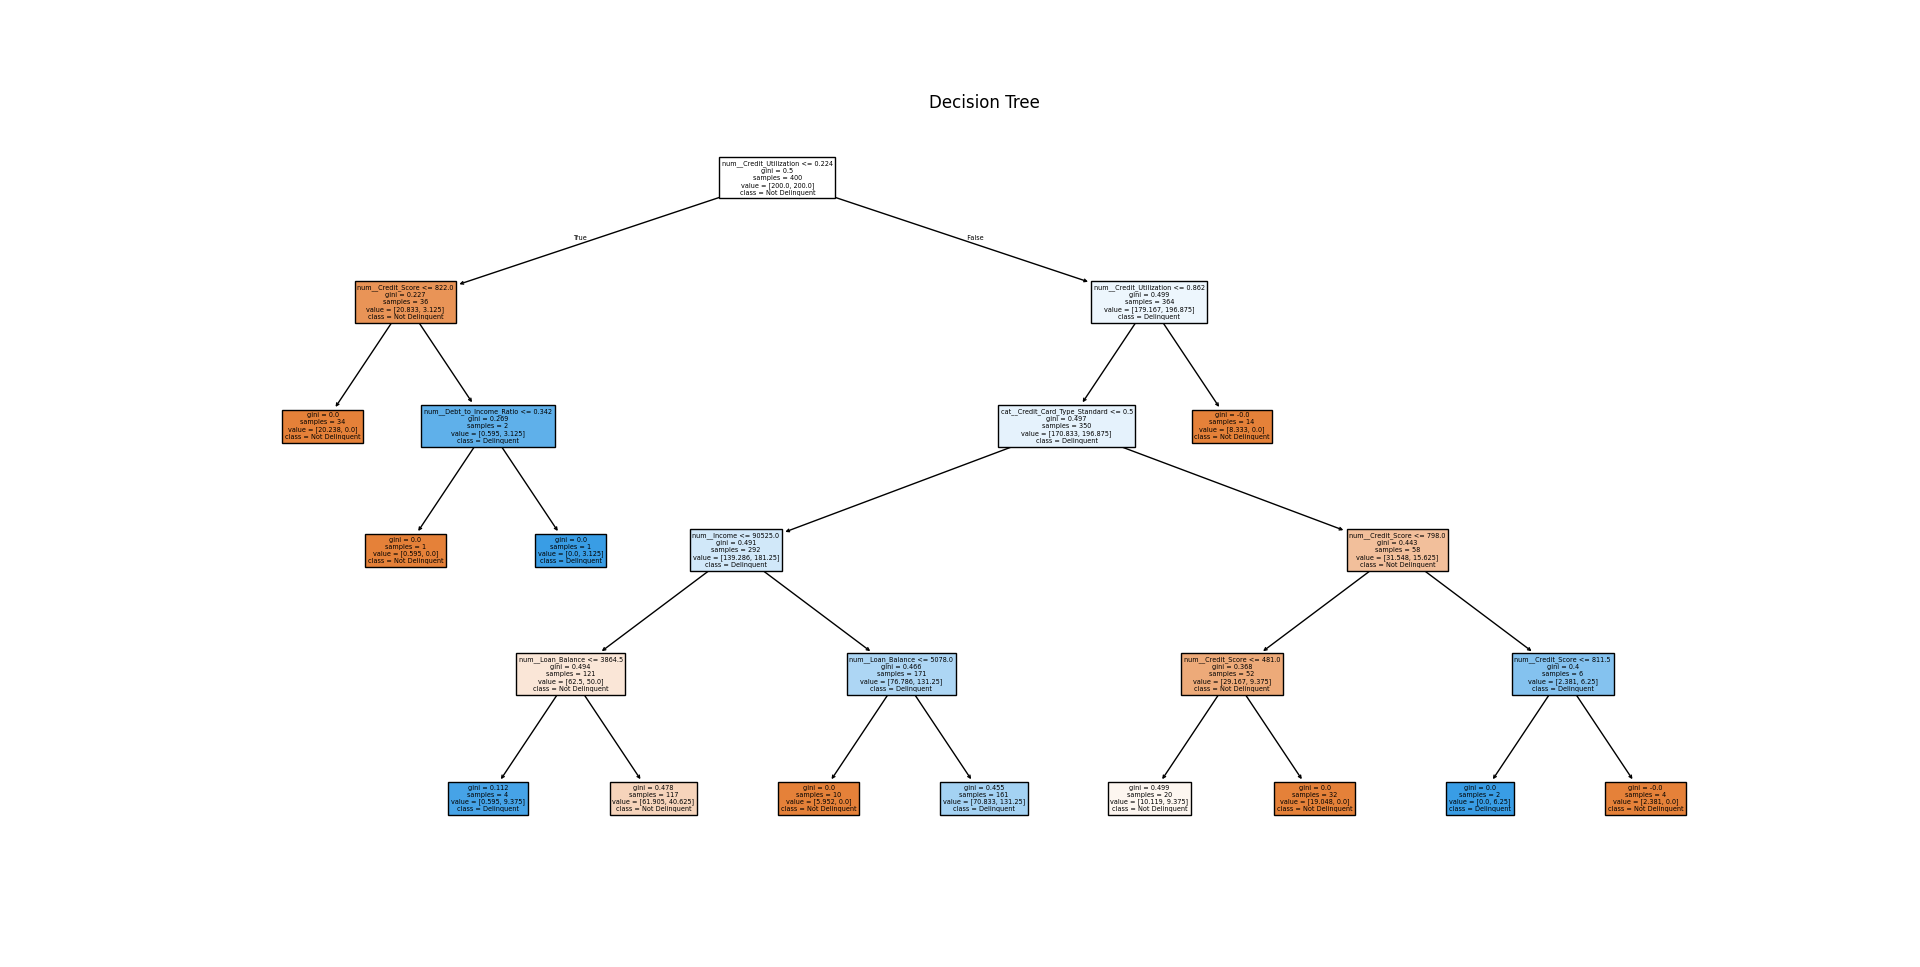 Decision Tree
num__Credit_Utilization <= 0.224
gini = 0.5
samples = 400
value = [200.0, 200.0]
class = Not Delinquent
True
False
num__Credit_Score <= 822.0
gini = 0.227
samples = 36
value = [20.833, 3.125]
class = Not Delinquent
num__Credit_Utilization <= 0.862
gini = 0.499
samples = 364
value = [179.167, 196.875]
class = Delinquent
gini = 0.0
samples = 34
value = [20.238, 0.0]
class = Not Delinquent
num__Debt_to_Income_Ratio <= 0.342
gini = 0.269
samples = 2
value = [0.595, 3.125]
class = Delinquent
cat__Credit_Card_Type_Standard <= 0.5
gini = 0.497
samples = 350
value = [170.833, 196.875]
class = Delinquent
gini = -0.0
samples = 14
value = [8.333, 0.0]
class = Not Delinquent
gini = 0.0
samples = 1
value = [0.595, 0.0]
class = Not Delinquent
gini = 0.0
samples = 1
value = [0.0, 3.125]
class = Delinquent
num__Income <= 90525.0
gini = 0.491
samples = 292
value = [139.286, 181.25]
class = Delinquent
num__Credit_Score <= 798.0
gini = 0.443
samples = 58
value = [31.548, 15.625]
class = Not Delinquent
num__Loan_Balance <= 3864.5
gini = 0.494
samples = 121
value = [62.5, 50.0]
class = Not Delinquent
num__Loan_Balance <= 5078.0
gini = 0.466
samples = 171
value = [76.786, 131.25]
class = Delinquent
num__Credit_Score <= 481.0
gini = 0.368
samples = 52
value = [29.167, 9.375]
class = Not Delinquent
num__Credit_Score <= 811.5
gini = 0.4
samples = 6
value = [2.381, 6.25]
class = Delinquent
gini = 0.112
samples = 4
value = [0.595, 9.375]
class = Delinquent
gini = 0.478
samples = 117
value = [61.905, 40.625]
class = Not Delinquent
gini = 0.0
samples = 10
value = [5.952, 0.0]
class = Not Delinquent
gini = 0.455
samples = 161
value = [70.833, 131.25]
class = Delinquent
gini = 0.499
samples = 20
value = [10.119, 9.375]
class = Not Delinquent
gini = 0.0
samples = 32
value = [19.048, 0.0]
class = Not Delinquent
gini = 0.0
samples = 2
value = [0.0, 6.25]
class = Delinquent
gini = -0.0
samples = 4
value = [2.381, 0.0]
class = Not Delinquent